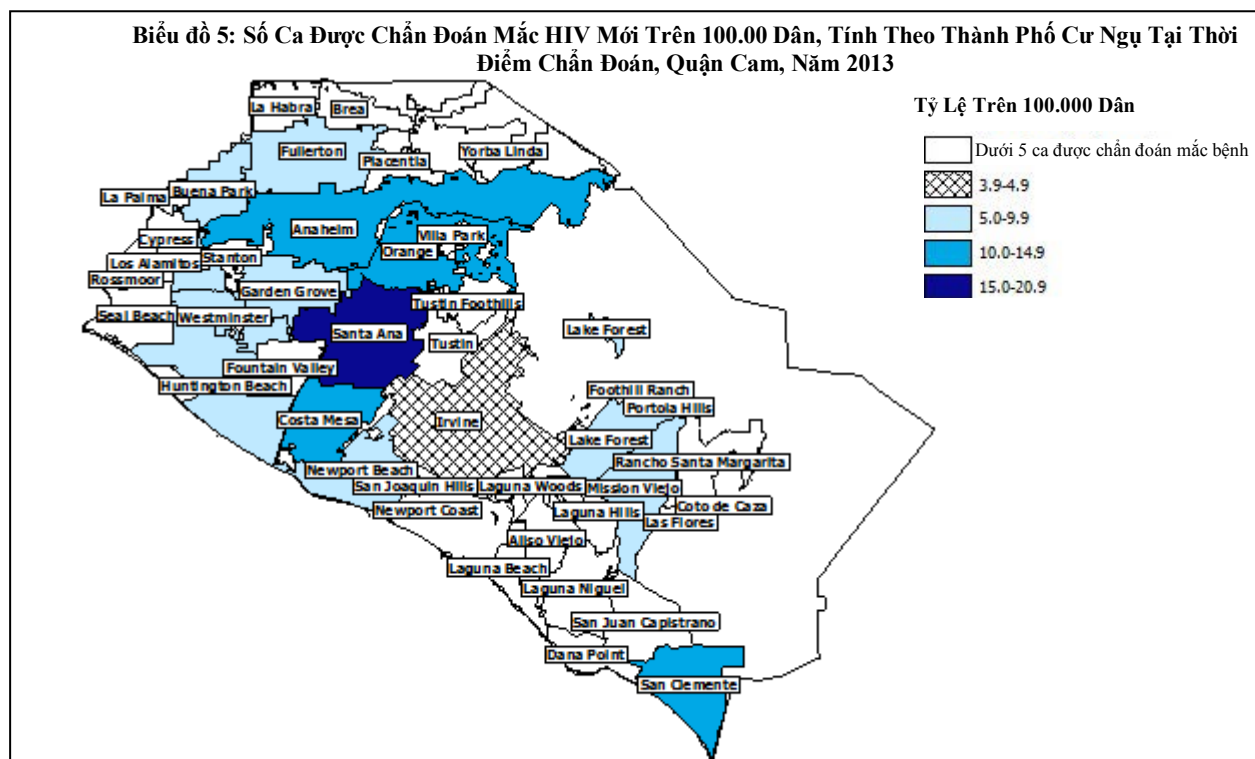 Biểu đồ 5: Số Ca Được Chẩn Đoán Mắc HIV Mới Trên 100.00 Dân, Tính Theo Thành Phố Cư Ngụ Tại Thời
Điểm Chẩn Đoán, Quận Cam, Năm 2013
Tỷ Lệ Trên 100.000 Dân
Dưới 5 ca được chẩn đoán mắc bệnh
3.9-4.9
5.0-9.9
10.0-14.9
15.0-20.9
La Habra
Brea
Fullerton
Placentia
Yorba Linda
La Palma
Buena Park
Anaheim
Villa Park
Cypress
Orange
Los Alamitos
Stanton
Rossmoor
Garden Grove
Tustin Foothills
Seal Beach
Westminster
Santa Ana
Lake Forest
Tustin
Fountain Valley
Huntington Beach
Foothill Ranch
Portola Hills
Costa Mesa
Irvine
Lake Forest
Rancho Santa Margarita
Newport Beach
San Joaquin Hills
Laguna Woods
Mission Viejo
Newport Coast
Laguna Hills
Coto de Caza
Las Flores
Aliso Viejo
Laguna Beach
Laguna Niguel
San Juan Capistrano
Dana Point
San Clemente